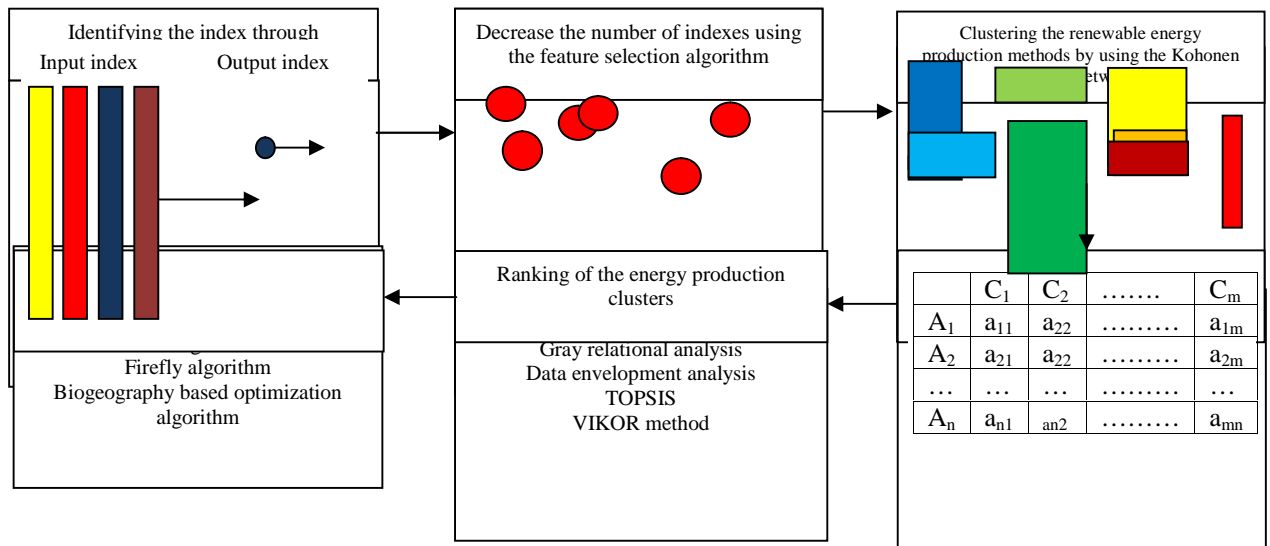 Identifying the index through
Input index
Output index
Decrease the number of indexes using
the feature selection algorithm
Clustering the renewable energy
production methods by using the Kohonen
Ranking of the energy production
clusters
Gray relational analysis
Data envelopment analysis
TOPSIS
VIKOR method
Firefly algorithm
Biogeography based optimization
algorithm
C1 C2 ……. Cm
A1 a11 a22 ……… a1m
A2 a21 a22 ……… a2m
… … … ……… …
An an1 an2 ……… amn